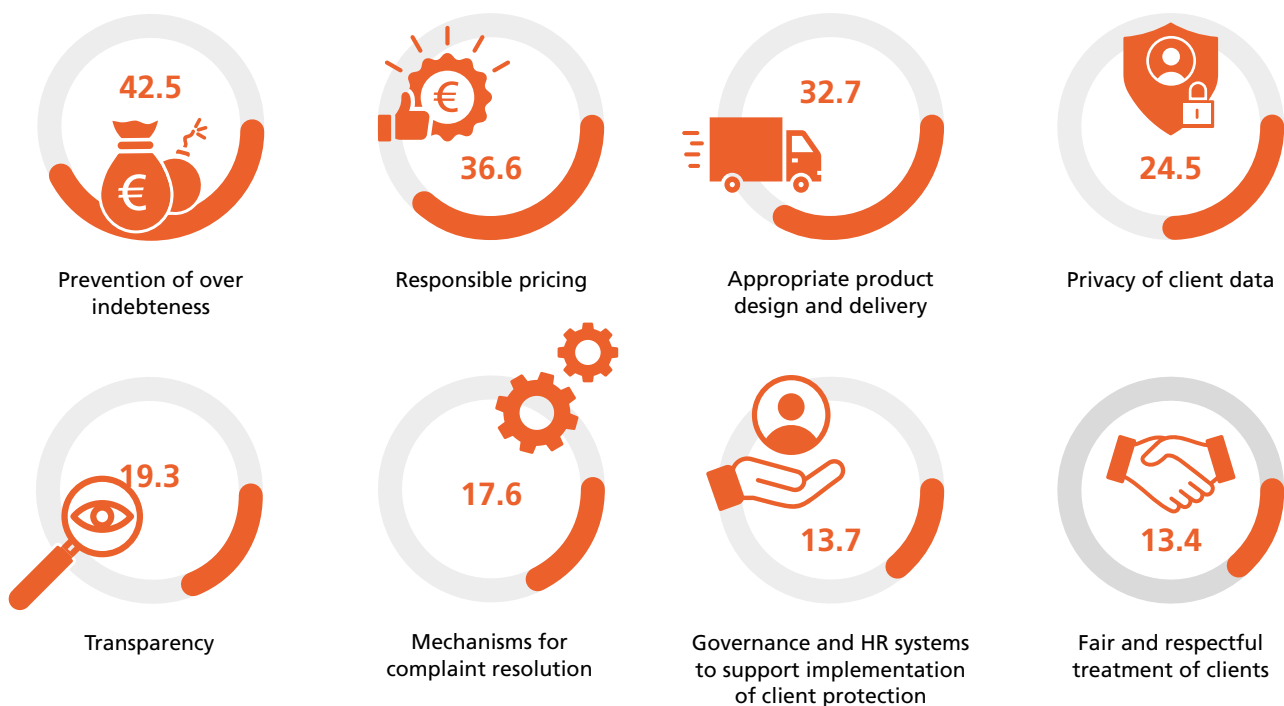 42.5
€
Prevention of over
indebteness
€
36.6
Responsible pricing
32.7
Appropriate product
design and delivery
24.5
Privacy of client data
19.3
Transparency
17.6
Mechanisms for
complaint resolution
13.7
Governance and HR systems
to support implementation
of client protection
13.4
Fair and respectful
treatment of clients